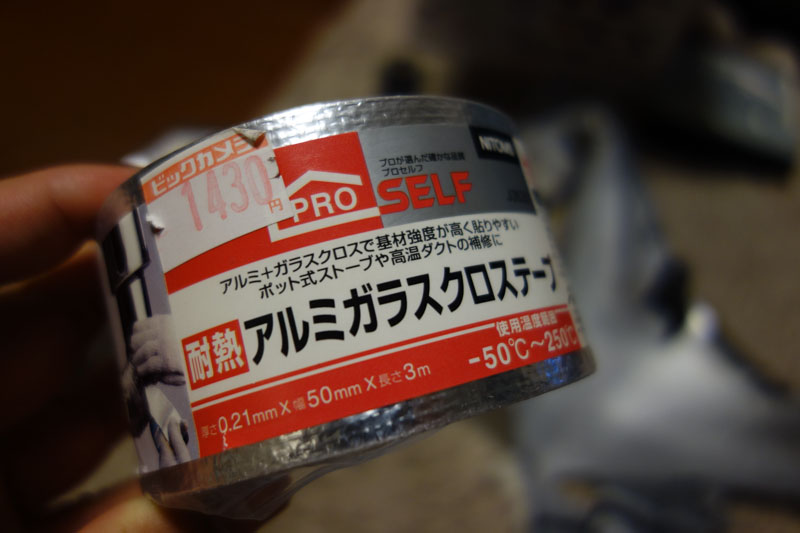 ビックカメラ
1430円
PRO
プロが選んだ確かな品質
プロセルフ
SELF
NITOMS
アルミ+ガラスクロスで基材強度が高く貼りやすい
ポット式ストーブや高温ダクトの補修に
耐熱
アルミガラスクロステープ
使用温度範囲
-50℃～250℃
厚さ0.21mm×幅50mm×長さ3m